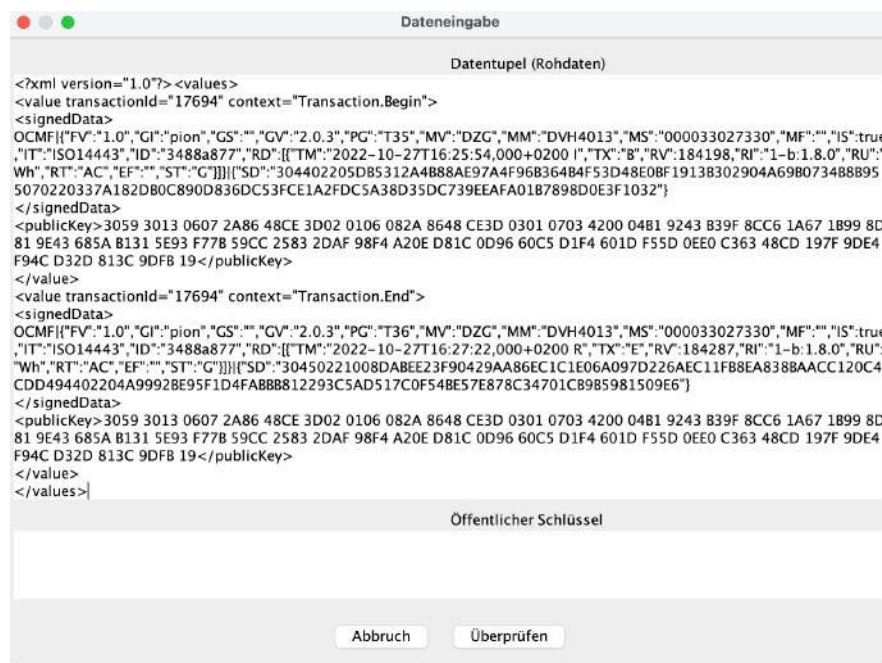 Dateneingabe
Datentupel (Rohdaten)
<?xml version="1.0"?><values>
<value transactionId="17694" context="Transaction.Begin">
<signedData>
OCMF|{"FV":"1.0","GI":"pion","GS":"","GV":"2.0.3","PG":"T35","MV":"DZG","MM":"DVH4013","MS":"000033027330","MF":"","IS":true
,"IT":"ISO14443","ID":"3488a877","RD":[{"TM":"2022-10-27T16:25:54,000+0200 I","TX":"B","RV":184198,"RI":"1-b:1.8.0","RU":"
Wh","RT":"AC","EF":"","ST":"G"}]}|{"SD":"304402205DB5312A4B88AE97A4F96B364B4F53D48E0BF1913B302904A69B0734B8B95
5070220337A182DB0C890D836DC53FCE1A2FDC5A38D35DC739EEAFA01B7898D0E3F1032"}
</signedData>
<publicKey>3059 3013 0607 2A86 48CE 3D02 0106 082A 8648 CE3D 0301 0703 4200 04B1 9243 B39F 8CC6 1A67 1B99 8D
81 9E43 685A B131 5E93 F77B 59CC 2583 2DAF 98F4 A20E D81C 0D96 60C5 D1F4 601D F55D 0EE0 C363 48CD 197F 9DE4
F94C D32D 813C 9DFB 19</publicKey>
</value>
<value transactionId="17694" context="Transaction.End">
<signedData>
OCMF|{"FV":"1.0","GI":"pion","GS":"","GV":"2.0.3","PG":"T36","MV":"DZG","MM":"DVH4013","MS":"000033027330","MF":"","IS":true
,"IT":"ISO14443","ID":"3488a877","RD":[{"TM":"2022-10-27T16:27:22,000+0200 R","TX":"E","RV":184287,"RI":"1-b:1.8.0","RU":
"Wh","RT":"AC","EF":"","ST":"G"}]}|{"SD":"30450221008DABEE23F90429AA86EC1C1E06A097D226AEC11FB8EA838BAACC120C4
CDD494402204A9992BE95F1D4FABBB812293C5AD517C0F54BE57E878C34701CB9B5981509E6"}
</signedData>
<publicKey>3059 3013 0607 2A86 48CE 3D02 0106 082A 8648 CE3D 0301 0703 4200 04B1 9243 B39F 8CC6 1A67 1B99 8D
81 9E43 685A B131 5E93 F77B 59CC 2583 2DAF 98F4 A20E D81C 0D96 60C5 D1F4 601D F55D 0EE0 C363 48CD 197F 9DE4
F94C D32D 813C 9DFB 19</publicKey>
</value>
</values>
Öffentlicher Schlüssel
Abbruch
Überprüfen